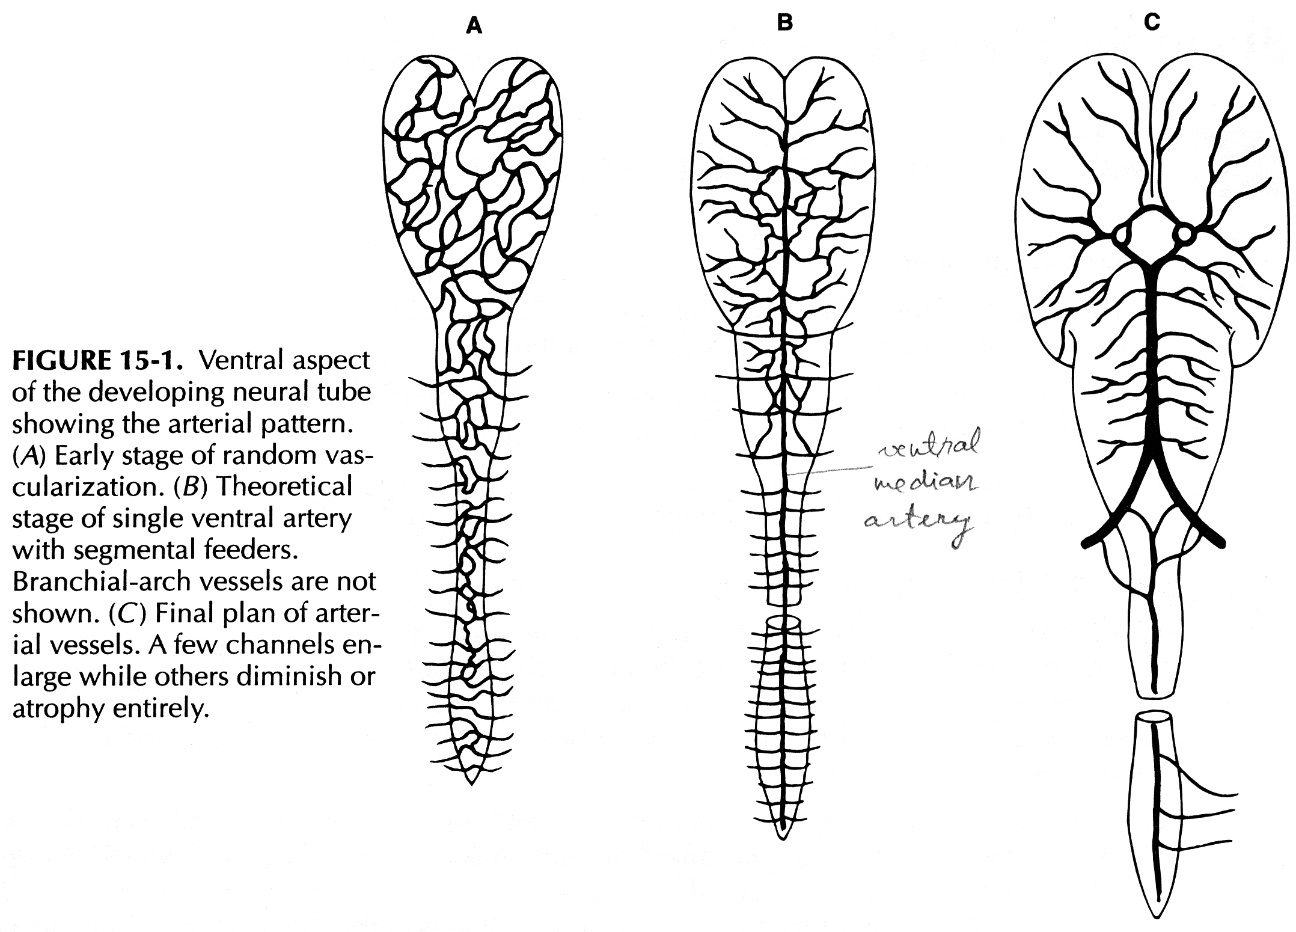 A
B
C
FIGURE 15-1. Ventral aspect
of the developing neural tube
showing the arterial pattern.
(A) Early stage of random vas-
cularization. (B) Theoretical
stage of single ventral artery
with segmental feeders.
Branchial-arch vessels are not
shown. (C) Final plan of arter-
ial vessels. A few channels en-
large while others diminish or
atrophy entirely.
ventral
median
artery